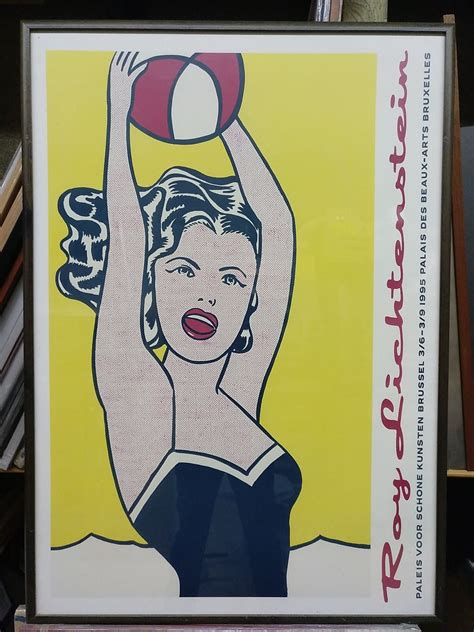 Roy Lichtenstein
PALEIS VOOR SCHONE KUNSTEN BRUSSEL 3/6-3/9 1995 PALAIS DES BEAUX-ARTS BRUXELLES